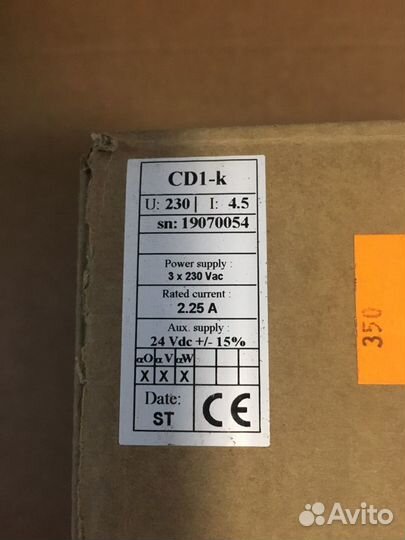 CD1-k
U: 230 | I: 4.5
sn: 19070054
Power supply :
3 x 230 Vac
Rated current :
2.25 A
Aux. supply :
24 Vdc +/- 15%
αO α V αW
X X X
Date:
ST
CE
350
Avito